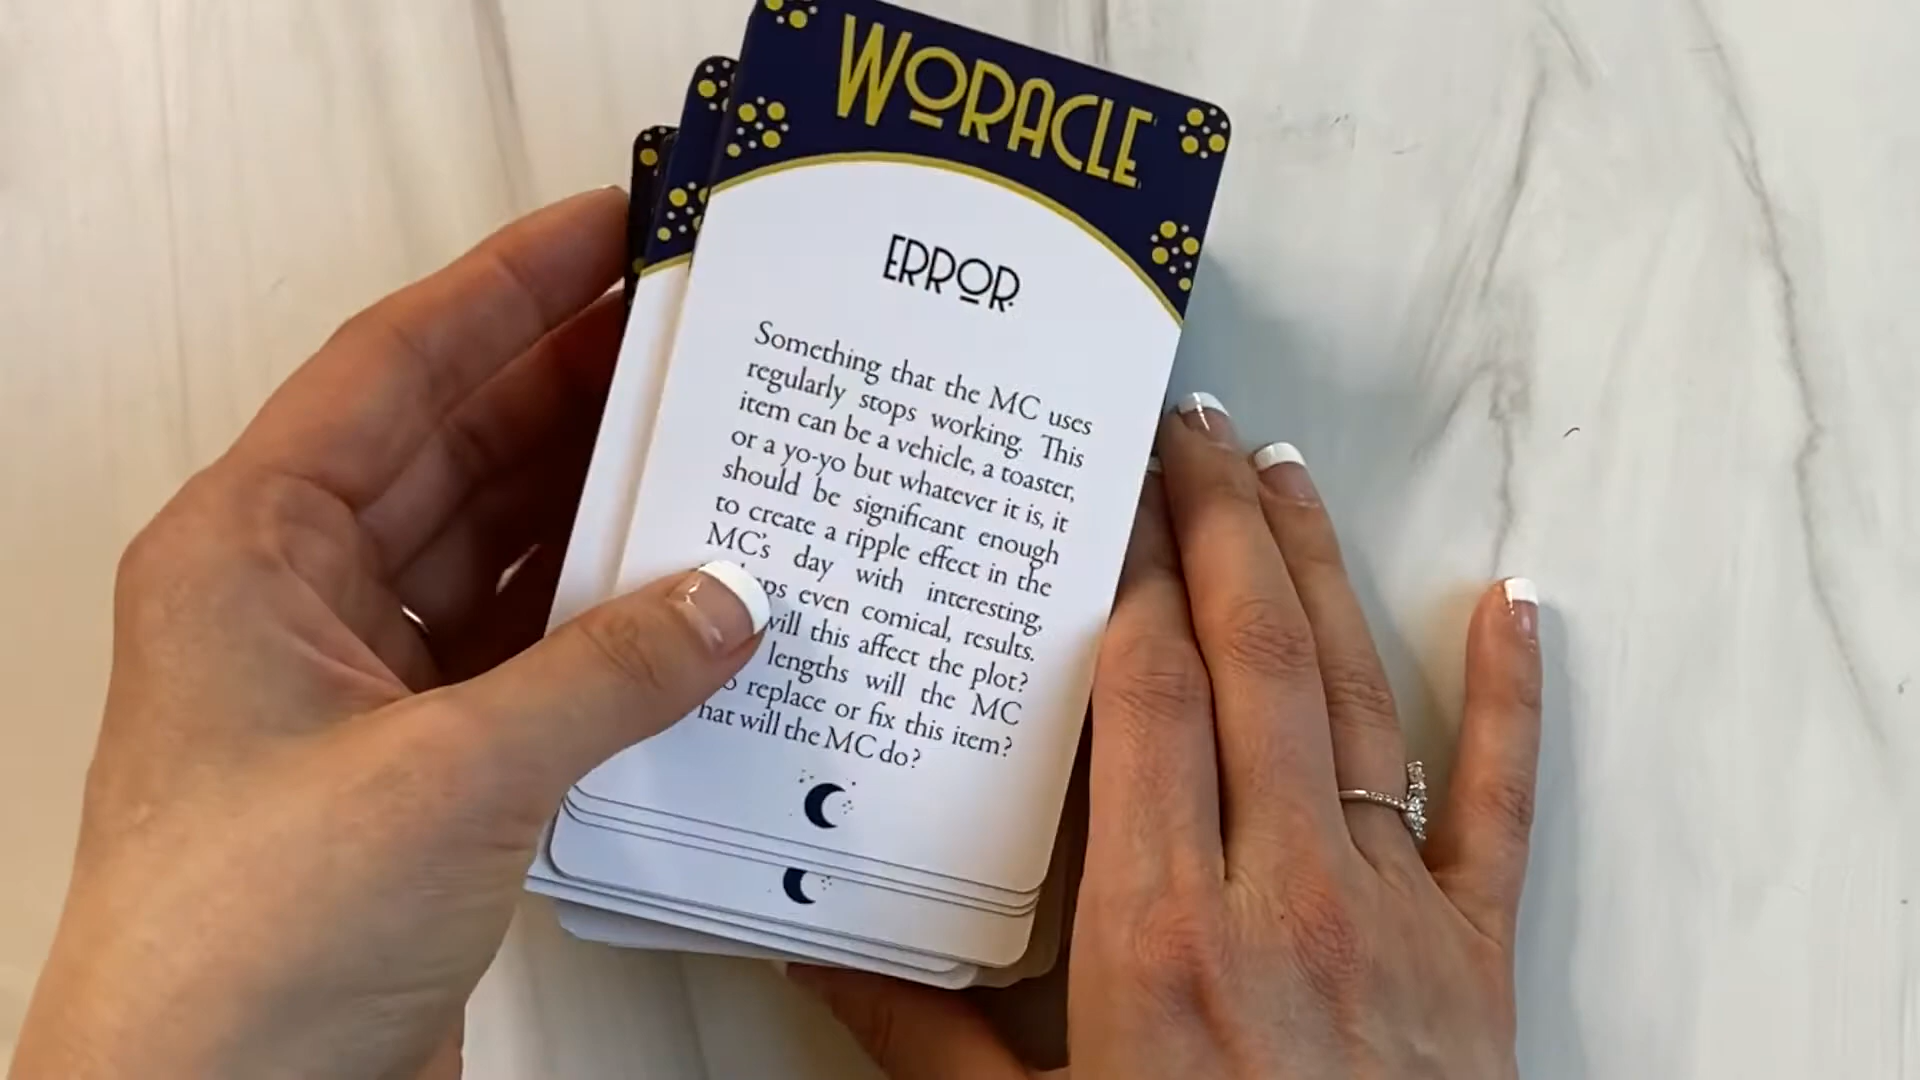 WORACLE
ERROR
Something that the MC uses
regularly stops working. This
item can be a vehicle, a toaster,
or a yo-yo but whatever it is, it
should be significant enough
to create a ripple effect in the
MC's day with interesting,
even comical, results.
will this affect the plot?
lengths will the MC
replace or fix this item?
will the MC do?